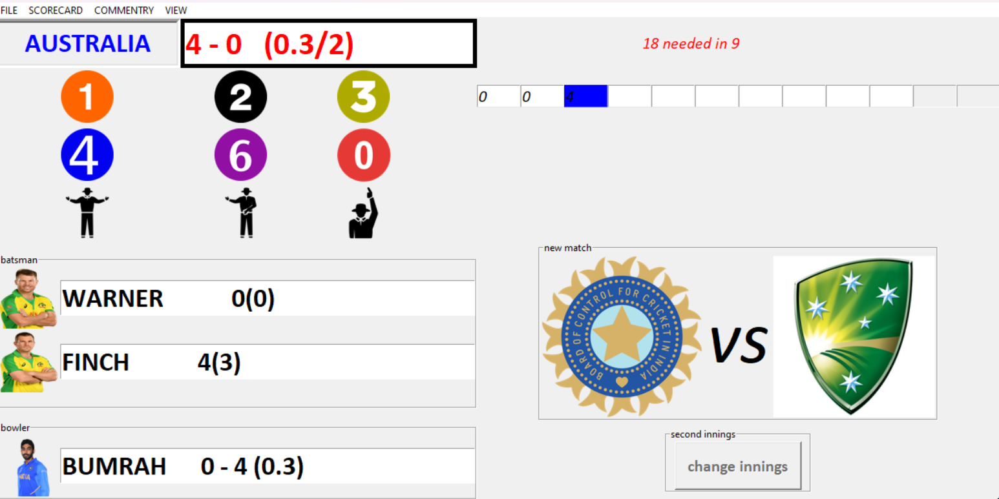 FILE SCORECARD COMMENTRY VIEW
AUSTRALIA 4 - 0 (0.3/2)
18 needed in 9
1 2 3
0 0 4
4 6 0
new match
batsman
WARNER 0(0)
FINCH 4(3)
BOARD OF CONTROL FOR CRICKET IN INDIA
VS
bowler
BUMRAH 0 - 4 (0.3)
second innings
change innings